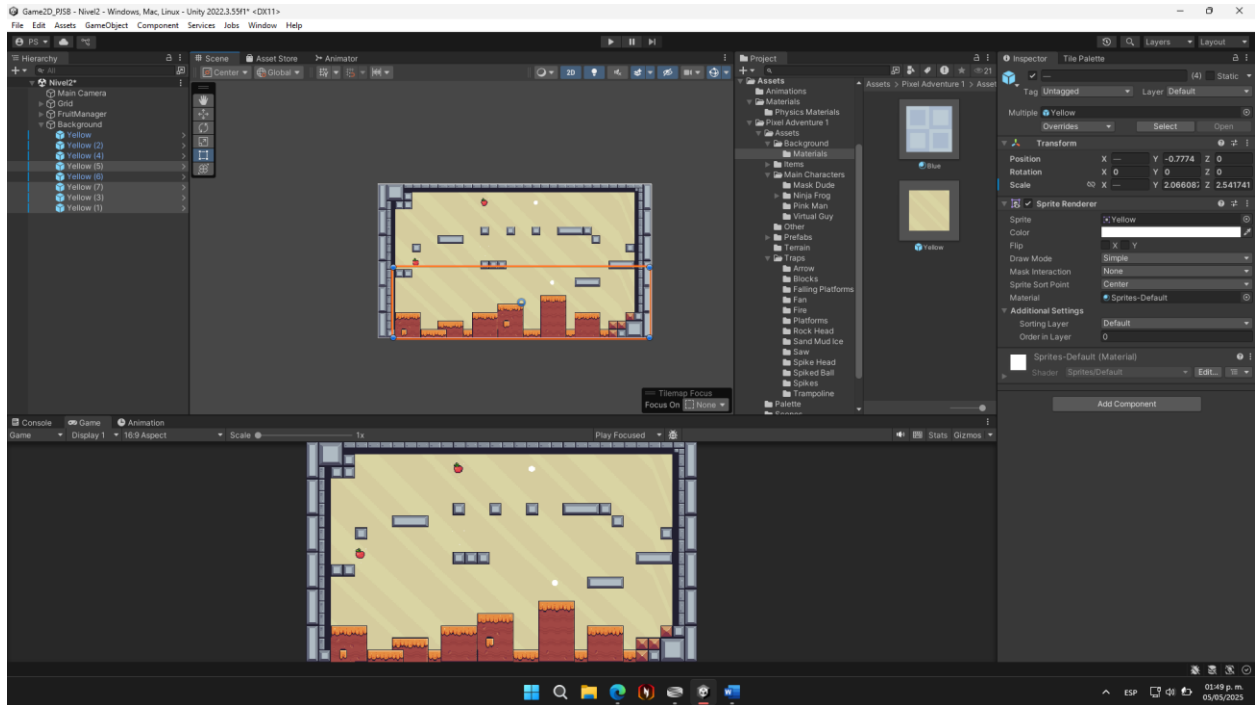 Game2D_PJSB - Nivel2 - Windows, Mac, Linux - Unity 2022.3.55f1* <DX11>
File Edit Assets GameObject Component Services Jobs Window Help
PS
Layers Layout
Hierarchy
All
Nivel2*
Main Camera
Grid
FruitManager
Background
Yellow
Yellow (2)
Yellow (4)
Yellow (5)
Yellow (6)
Yellow (7)
Yellow (3)
Yellow (1)
Scene Asset Store Animator
Center Global 2D
Tilemap Focus
Focus On None
Project
21
Assets
Animations
Materials
Physics Materials
Pixel Adventure 1
Assets
Background
Materials
Items
Main Characters
Mask Dude
Ninja Frog
Pink Man
Virtual Guy
Other
Prefabs
Terrain
Traps
Arrow
Blocks
Falling Platforms
Fan
Fire
Platforms
Rock Head
Sand Mud Ice
Saw
Spike Head
Spiked Ball
Spikes
Trampoline
Palette
Scenes
Assets > Pixel Adventure 1 > Asset
Blue
Yellow
Inspector Tile Palette
— (4) Static
Tag Untagged Layer Default
Multiple Yellow
Overrides Select Open
Transform
Position X — Y -0.7774 Z 0
Rotation X 0 Y 0 Z 0
Scale X — Y 2.066087 Z 2.541741
Sprite Renderer
Sprite Yellow
Color
Flip X Y
Draw Mode Simple
Mask Interaction None
Sprite Sort Point Center
Material Sprites-Default
Additional Settings
Sorting Layer Default
Order in Layer 0
Sprites-Default (Material)
Shader Sprites/Default Edit...
Add Component
Console Game Animation
Game Display 1 16:9 Aspect Scale 1x Play Focused Stats Gizmos
ESP 01:49 p. m.
05/05/2025